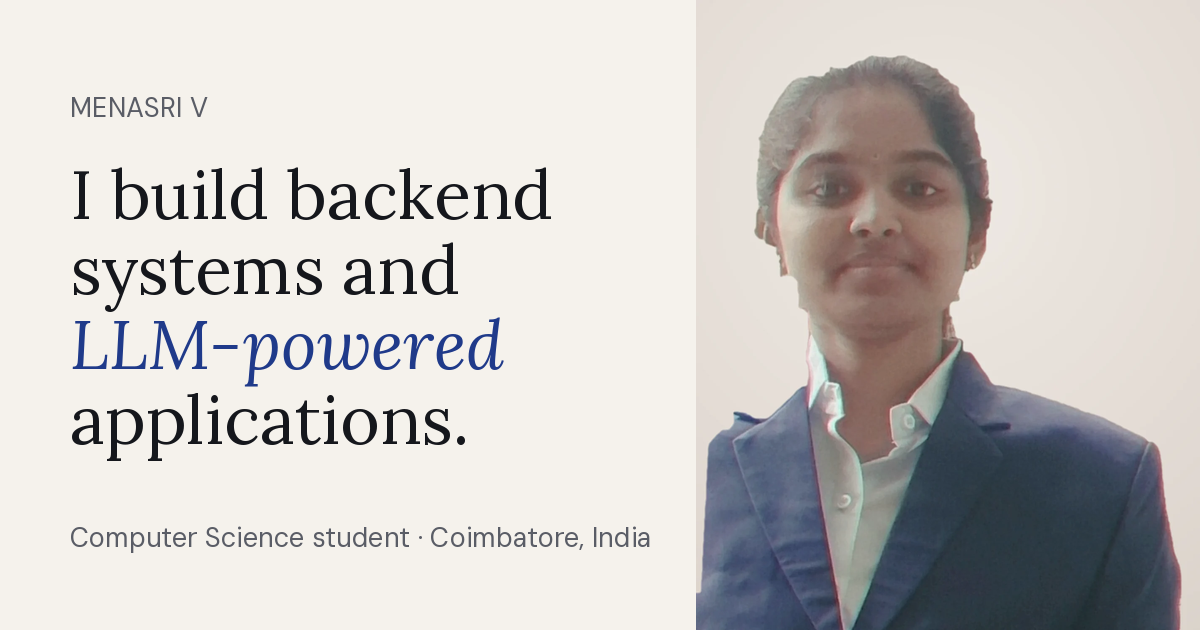 MENASRI V
I build backend
systems and
LLM-powered
applications.
Computer Science student · Coimbatore, India